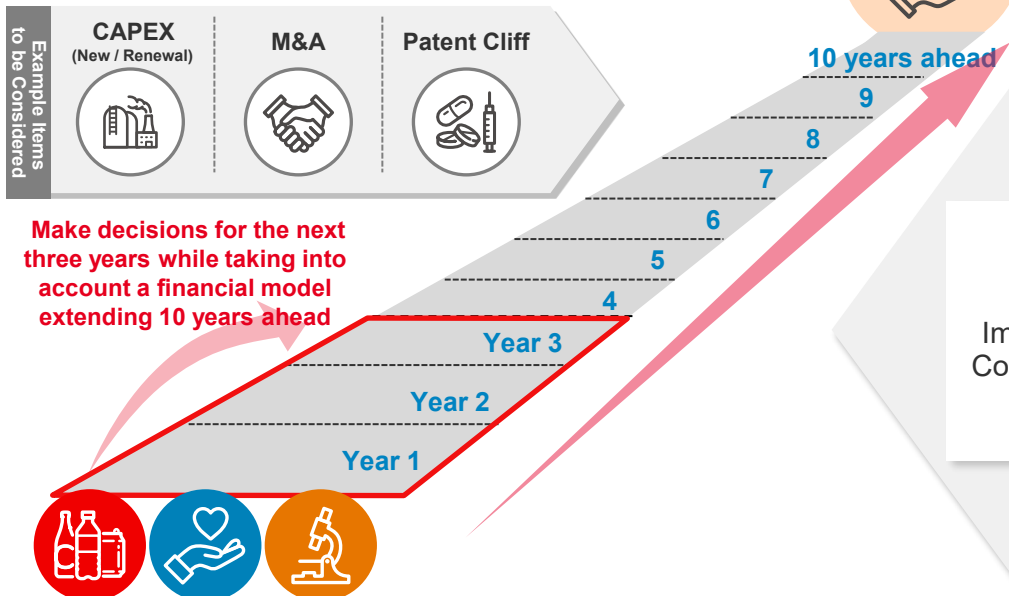 Example Items
to be Considered
CAPEX
(New / Renewal)
M&A
Patent Cliff
Make decisions for the next
three years while taking into
account a financial model
extending 10 years ahead
10 years ahead
9
8
7
6
5
4
Year 3
Year 2
Year 1